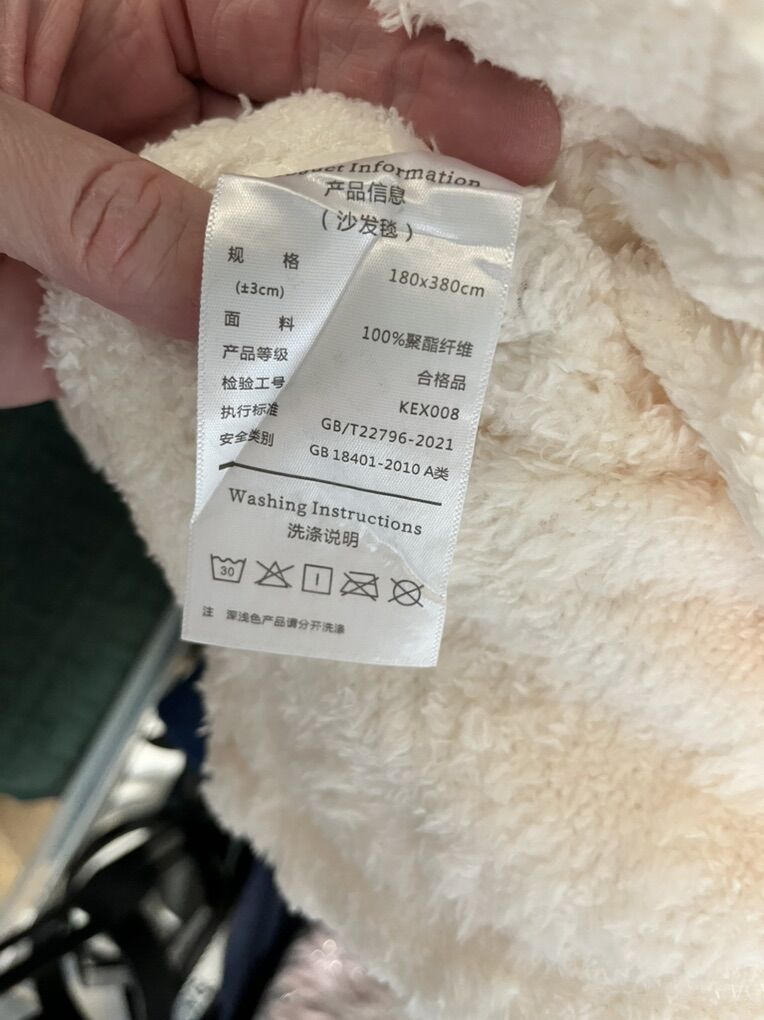 Information
产品信息
(沙发毯)
规 格 180x380cm
(±3cm)
面 料 100%聚酯纤维
产品等级 合格品
检验工号 KEX008
执行标准 GB/T22796-2021
安全类别 GB 18401-2010 A类
Washing Instructions
洗涤说明
30
注 深浅色产品请分开洗涤